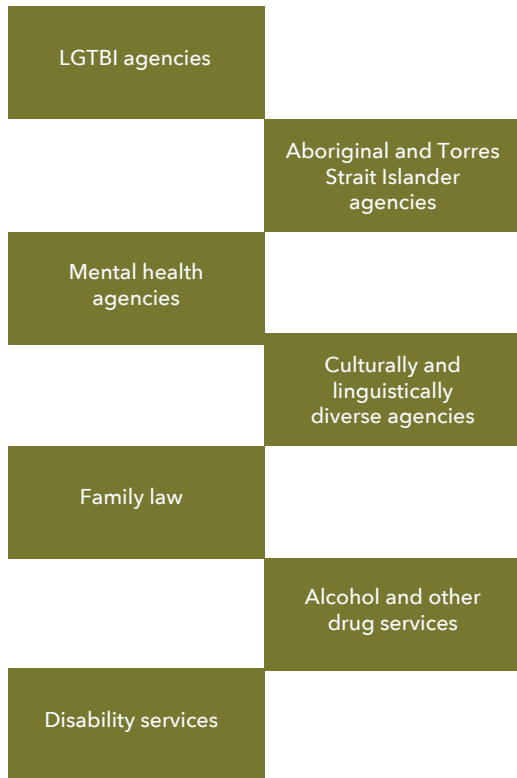 LGTBI agencies
Aboriginal and Torres
Strait Islander
agencies
Mental health
agencies
Culturally and
linguistically
diverse agencies
Family law
Alcohol and other
drug services
Disability services